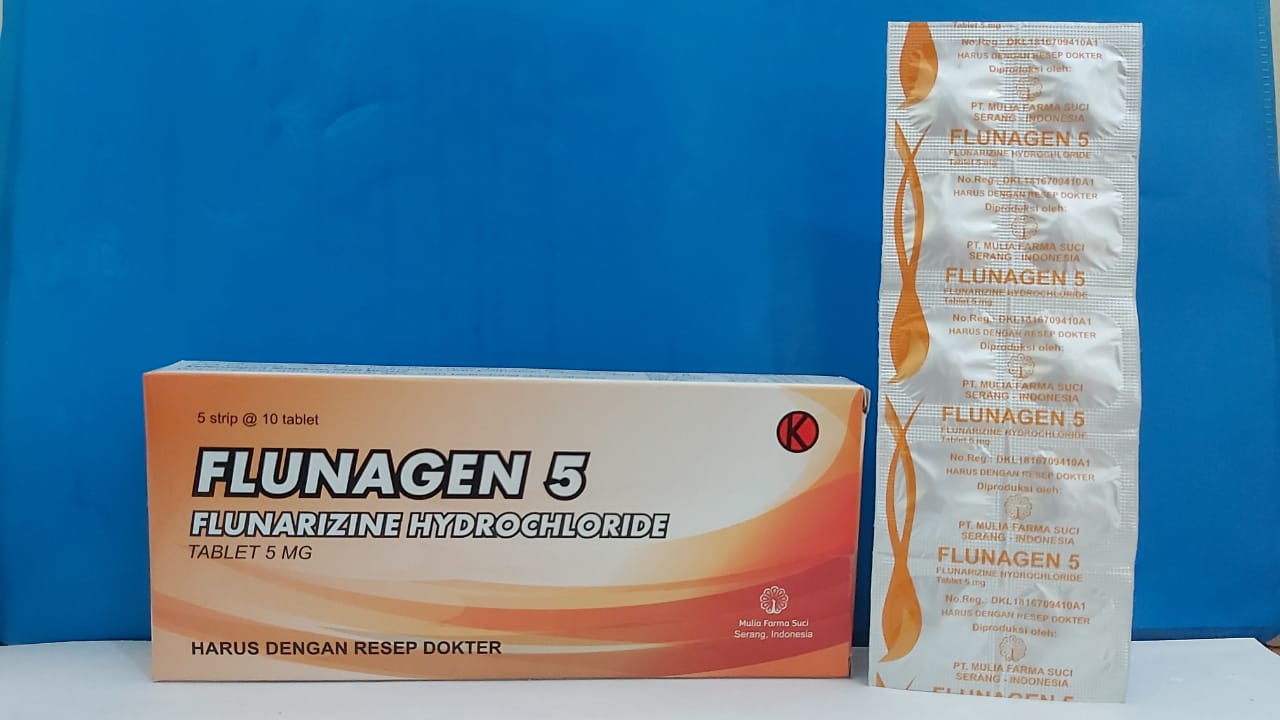 5 strip @ 10 tablet
K
FLUNAGEN 5
FLUNARIZINE HYDROCHLORIDE
TABLET 5 MG
Mulia Farma Suci
Serang, Indonesia
HARUS DENGAN RESEP DOKTER
Tablet 5 mg
No.Reg.: DKL1816709410A1
HARUS DENGAN RESEP DOKTER
Diproduksi oleh:
PT. MULIA FARMA SUCI
SERANG - INDONESIA
FLUNAGEN 5
FLUNARIZINE HYDROCHLORIDE
Tablet 5 mg
No.Reg.: DKL1816709410A1
HARUS DENGAN RESEP DOKTER
Diproduksi oleh:
PT. MULIA FARMA SUCI
SERANG - INDONESIA
FLUNAGEN 5
FLUNARIZINE HYDROCHLORIDE
Tablet 5 mg
No.Reg.: DKL1816709410A1
HARUS DENGAN RESEP DOKTER
Diproduksi oleh:
PT. MULIA FARMA SUCI
SERANG - INDONESIA
FLUNAGEN 5
FLUNARIZINE HYDROCHLORIDE
Tablet 5 mg
No.Reg.: DKL1816709410A1
HARUS DENGAN RESEP DOKTER
Diproduksi oleh:
PT. MULIA FARMA SUCI
SERANG - INDONESIA
FLUNAGEN 5
FLUNARIZINE HYDROCHLORIDE
Tablet 5 mg
No.Reg.: DKL1816709410A1
HARUS DENGAN RESEP DOKTER
Diproduksi oleh:
PT. MULIA FARMA SUCI
SERANG - INDONESIA
FLUNAGEN 5